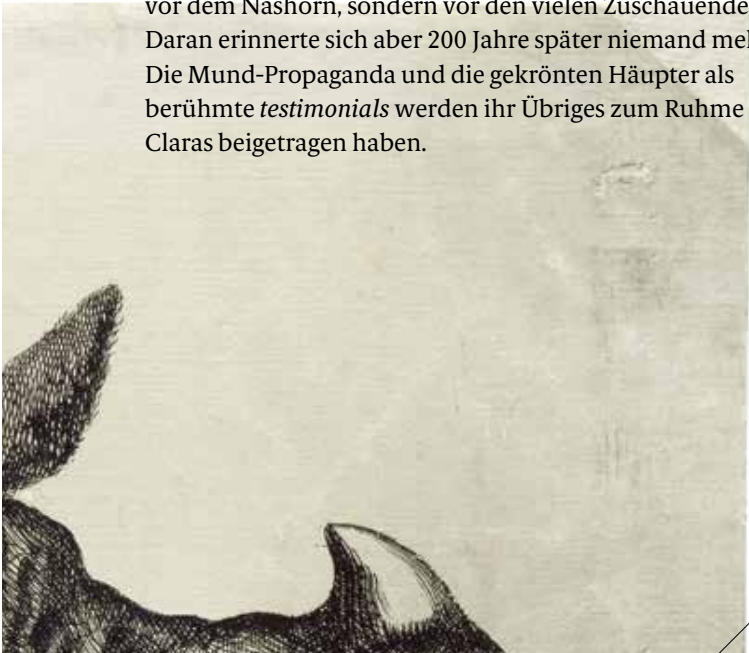 vor dem Nashorn, sondern vor den vielen Zuschauende
Daran erinnerte sich aber 200 Jahre später niemand me
Die Mund-Propaganda und die gekrönten Häupter als
berühmte testimonials werden ihr Übriges zum Ruhme
Claras beigetragen haben.